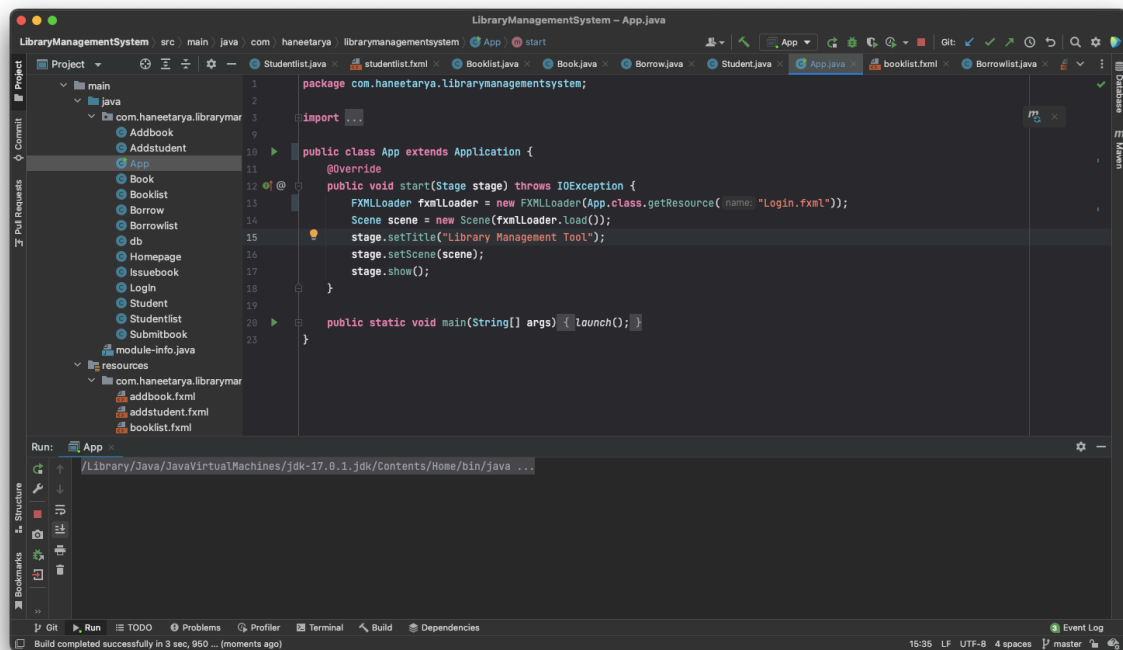 LibraryManagementSystem – App.java
LibraryManagementSystem src main java com haneetarya librarymanagementsystem App start
App
Git:
Project
Studentlist.java studentlist.fxml Booklist.java Book.java Borrow.java Student.java App.java booklist.fxml Borrowlist.java
Project
Commit
Pull Requests
Structure
Bookmarks
Database
Maven
main
java
com.haneetarya.librarymar
Addbook
Addstudent
App
Book
Booklist
Borrow
Borrowlist
db
Homepage
Issuebook
LogIn
Student
Studentlist
Submitbook
module-info.java
resources
com.haneetarya.librarymar
addbook.fxml
addstudent.fxml
booklist.fxml
1 package com.haneetarya.librarymanagementsystem;
2
3 import ...
9
10 public class App extends Application {
11 @Override
12 @ public void start(Stage stage) throws IOException {
13 FXMLLoader fxmlLoader = new FXMLLoader(App.class.getResource( name: "Login.fxml"));
14 Scene scene = new Scene(fxmlLoader.load());
15 stage.setTitle("Library Management Tool");
16 stage.setScene(scene);
17 stage.show();
18 }
19
20 public static void main(String[] args) { launch(); }
23 }
Run: App
/Library/Java/JavaVirtualMachines/jdk-17.0.1.jdk/Contents/Home/bin/java ...
Git Run TODO Problems Profiler Terminal Build Dependencies 3 Event Log
Build completed successfully in 3 sec, 950 ... (moments ago) 15:35 LF UTF-8 4 spaces master